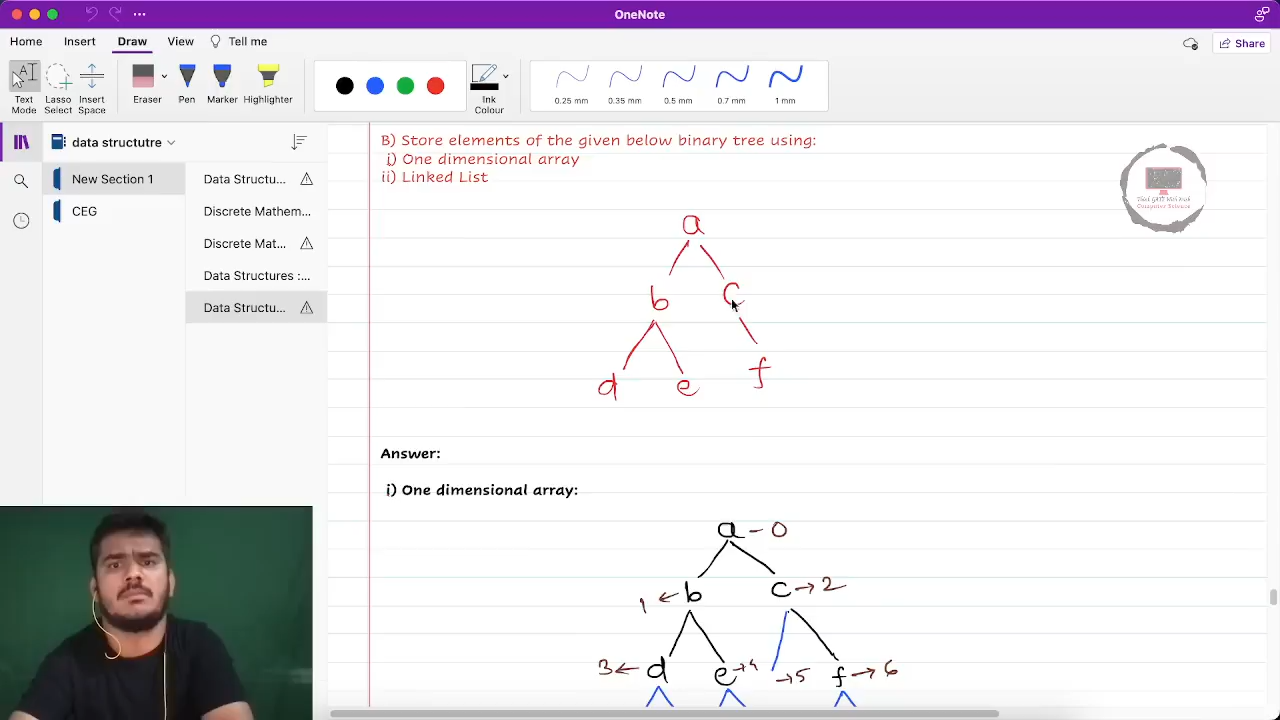 OneNote
Home Insert Draw View Tell me
Share
Text Mode
Lasso Select
Insert Space
Eraser
Pen
Marker
Highlighter
Ink Colour
0.25 mm
0.35 mm
0.5 mm
0.7 mm
1 mm
data structutre
New Section 1
CEG
Data Structu...
Discrete Mathem...
Discrete Mat...
Data Structures :...
Data Structu...
B) Store elements of the given below binary tree using:
i) One dimensional array
ii) Linked List
a
b c
d e f
Answer:
i) One dimensional array:
a - 0
1 ← b c → 2
3 ← d e → 4 → 5 f → 6
Computer Science